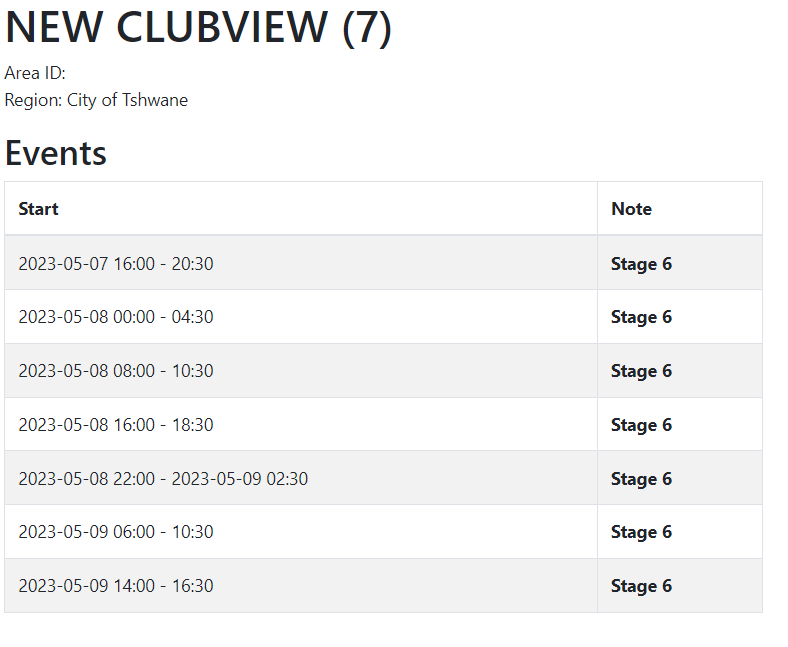 NEW CLUBVIEW (7)
Area ID:
Region: City of Tshwane
Events
Start Note
2023-05-07 16:00 - 20:30 Stage 6
2023-05-08 00:00 - 04:30 Stage 6
2023-05-08 08:00 - 10:30 Stage 6
2023-05-08 16:00 - 18:30 Stage 6
2023-05-08 22:00 - 2023-05-09 02:30 Stage 6
2023-05-09 06:00 - 10:30 Stage 6
2023-05-09 14:00 - 16:30 Stage 6